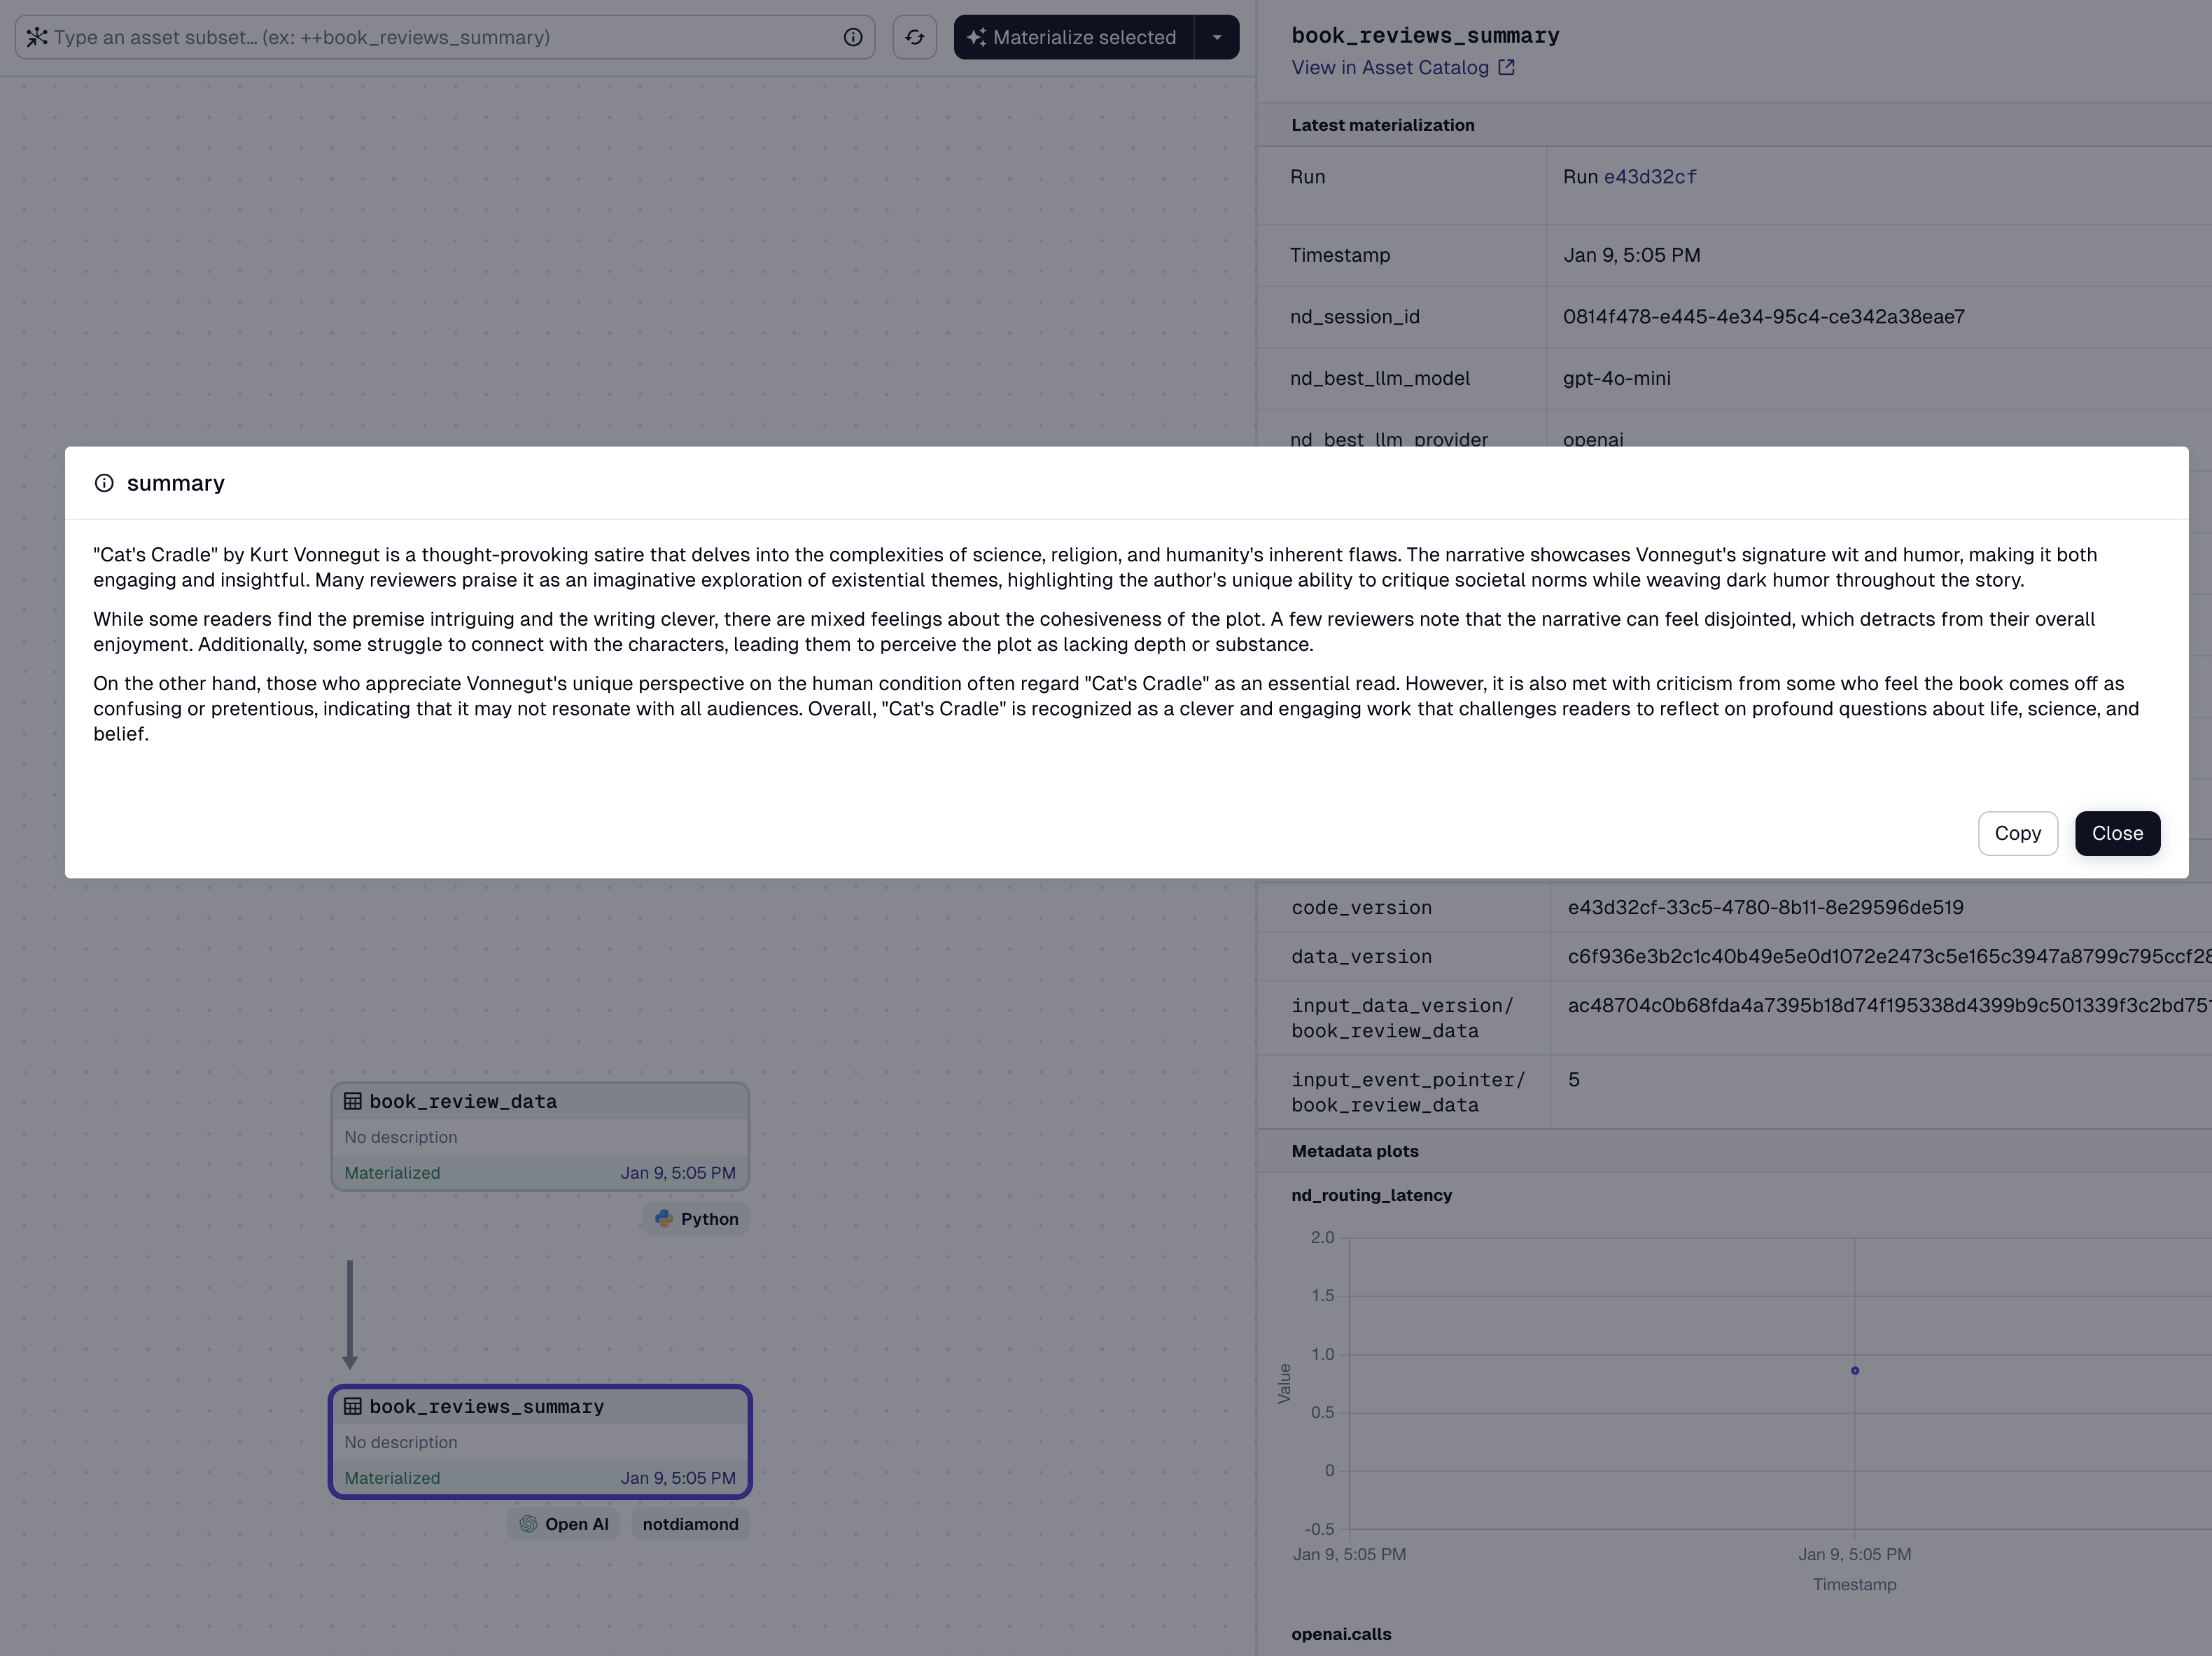 Type an asset subset... (ex: ++book_reviews_summary)
Materialize selected
book_reviews_summary
View in Asset Catalog
Latest materialization
Run
Run e43d32cf
Timestamp
Jan 9, 5:05 PM
nd_session_id
0814f478-e445-4e34-95c4-ce342a38eae7
nd_best_llm_model
gpt-4o-mini
nd_best_llm_provider
openai
summary
"Cat's Cradle" by Kurt Vonnegut is a thought-provoking satire that delves into the complexities of science, religion, and humanity's inherent flaws. The narrative showcases Vonnegut's signature wit and humor, making it both
engaging and insightful. Many reviewers praise it as an imaginative exploration of existential themes, highlighting the author's unique ability to critique societal norms while weaving dark humor throughout the story.
While some readers find the premise intriguing and the writing clever, there are mixed feelings about the cohesiveness of the plot. A few reviewers note that the narrative can feel disjointed, which detracts from their overall
enjoyment. Additionally, some struggle to connect with the characters, leading them to perceive the plot as lacking depth or substance.
On the other hand, those who appreciate Vonnegut's unique perspective on the human condition often regard "Cat's Cradle" as an essential read. However, it is also met with criticism from some who feel the book comes off as
confusing or pretentious, indicating that it may not resonate with all audiences. Overall, "Cat's Cradle" is recognized as a clever and engaging work that challenges readers to reflect on profound questions about life, science, and
belief.
Copy
Close
code_version
e43d32cf-33c5-4780-8b11-8e29596de519
data_version
c6f936e3b2c1c40b49e5e0d1072e2473c5e165c3947a8799c795ccf28
input_data_version/
book_review_data
ac48704c0b68fda4a7395b18d74f195338d4399b9c501339f3c2bd751
input_event_pointer/
book_review_data
5
Metadata plots
nd_routing_latency
2.0
1.5
1.0
0.5
0
-0.5
Value
Jan 9, 5:05 PM
Jan 9, 5:05 PM
Timestamp
openai.calls
book_review_data
No description
Materialized
Jan 9, 5:05 PM
Python
book_reviews_summary
No description
Materialized
Jan 9, 5:05 PM
Open AI
notdiamond